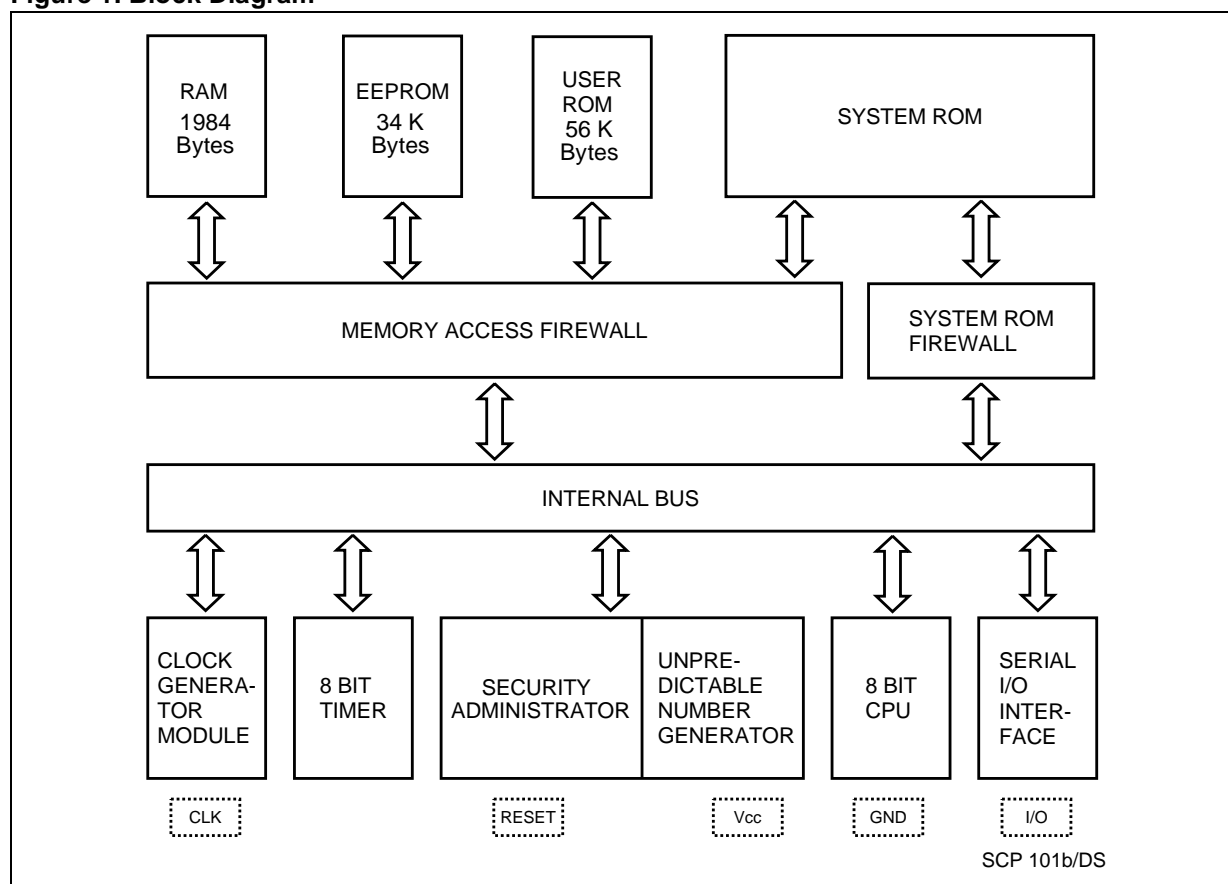 Figure 1. Block Diagram
RAM
1984
Bytes
EEPROM
34 K
Bytes
USER
ROM
56 K
Bytes
SYSTEM ROM
MEMORY ACCESS FIREWALL
SYSTEM ROM
FIREWALL
INTERNAL BUS
CLOCK
GENERA-
TOR
MODULE
8 BIT
TIMER
SECURITY
ADMINISTRATOR
UNPRE-
DICTABLE
NUMBER
GENERATOR
8 BIT
CPU
SERIAL
I/O
INTER-
FACE
CLK
RESET
Vcc
GND
I/O
SCP 101b/DS